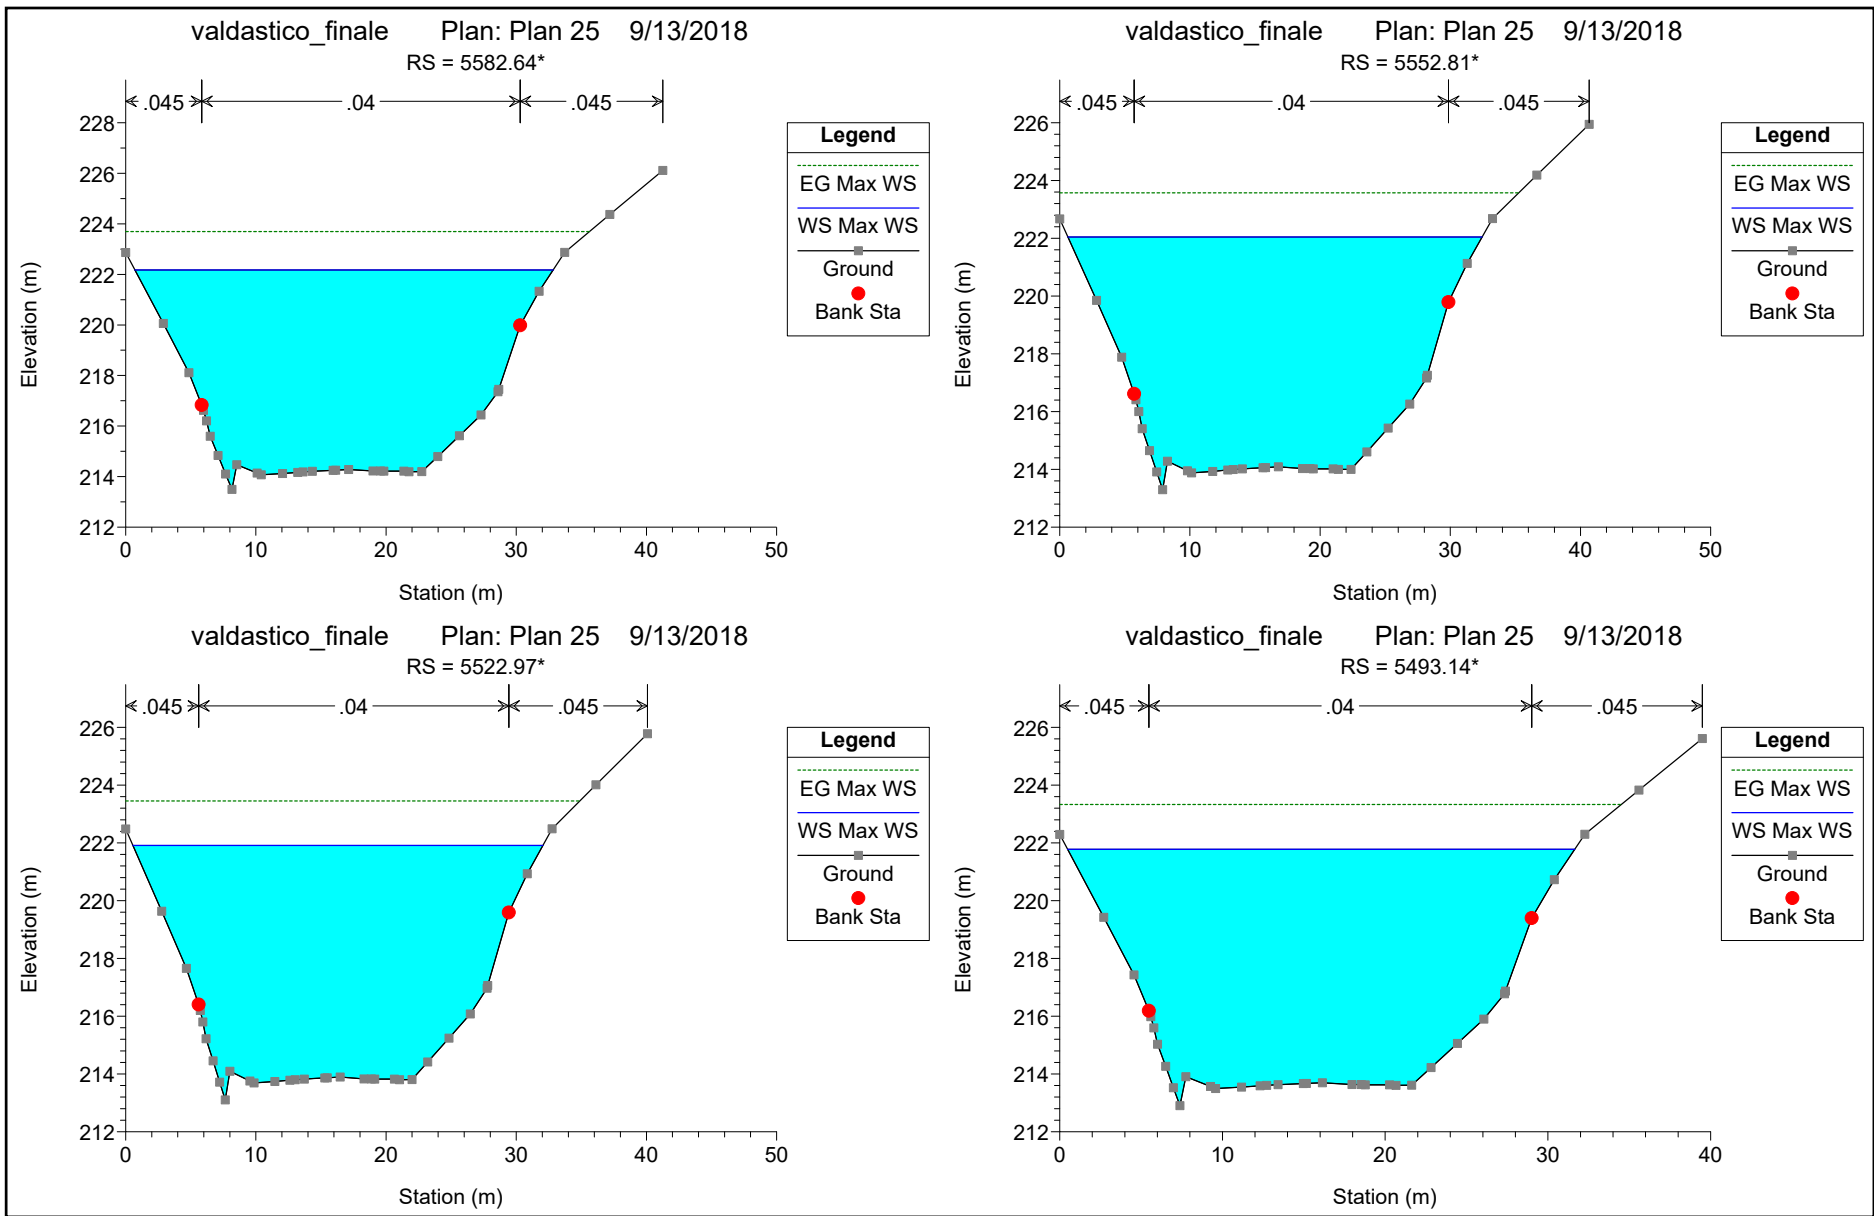 valdastico_finale Plan: Plan 25 9/13/2018
RS = 5582.64*
.045 .04 .045
228
226
224
222
220
218
216
214
212
Elevation (m)
0 10 20 30 40 50
Station (m)
Legend
EG Max WS
WS Max WS
Ground
Bank Sta
valdastico_finale Plan: Plan 25 9/13/2018
RS = 5552.81*
.045 .04 .045
226
224
222
220
218
216
214
212
Elevation (m)
0 10 20 30 40 50
Station (m)
Legend
EG Max WS
WS Max WS
Ground
Bank Sta
valdastico_finale Plan: Plan 25 9/13/2018
RS = 5522.97*
.045 .04 .045
226
224
222
220
218
216
214
212
Elevation (m)
0 10 20 30 40 50
Station (m)
Legend
EG Max WS
WS Max WS
Ground
Bank Sta
valdastico_finale Plan: Plan 25 9/13/2018
RS = 5493.14*
.045 .04 .045
226
224
222
220
218
216
214
212
Elevation (m)
0 10 20 30 40
Station (m)
Legend
EG Max WS
WS Max WS
Ground
Bank Sta